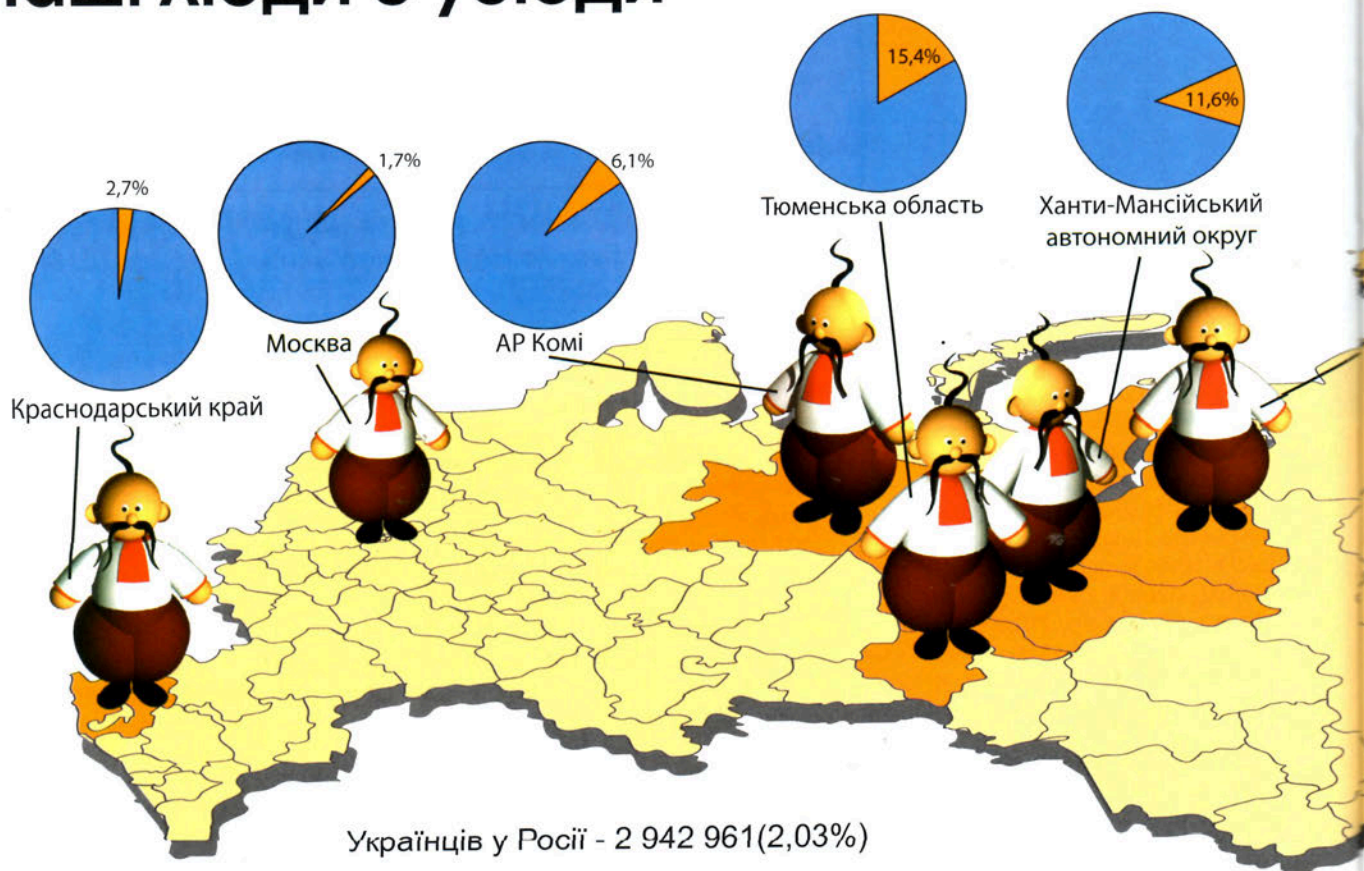 15,4%
11,6%
1,7%
6,1%
2,7%
Тюменська область
Ханти-Мансійський
автономний округ
Москва
АР Комі
Краснодарський край
Українців у Росії - 2 942 961(2,03%)